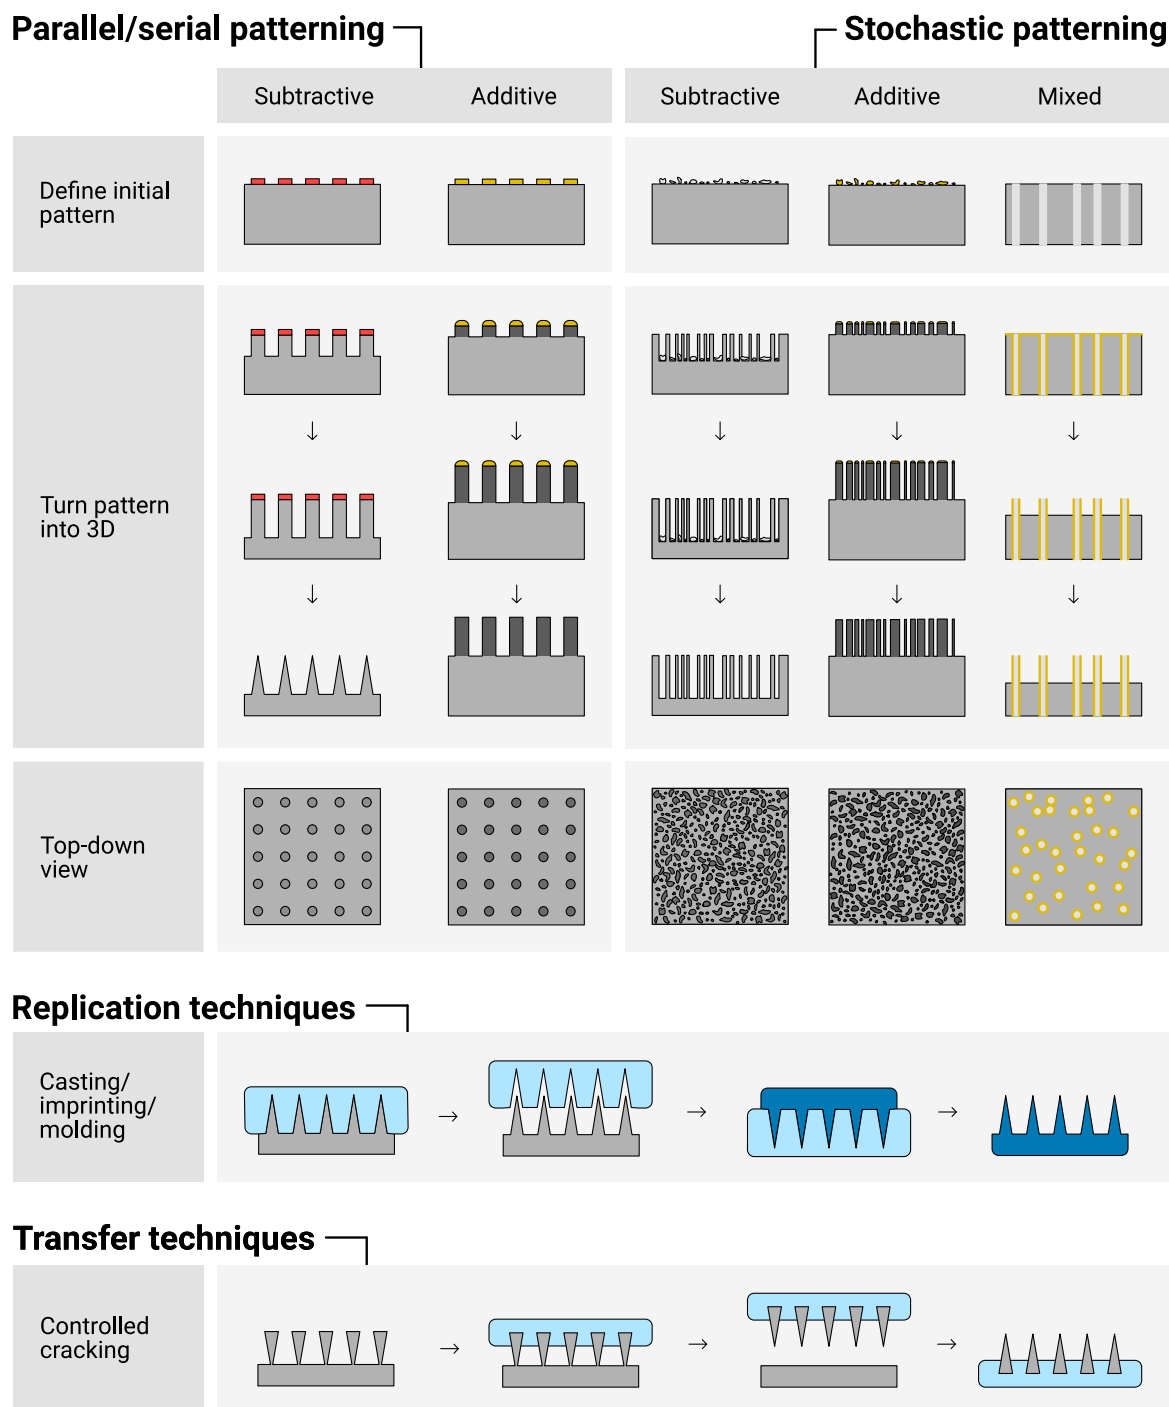 Parallel/serial patterning
Stochastic patterning
Subtractive
Additive
Subtractive
Additive
Mixed
Define initial
pattern
Turn pattern
into 3D
Top-down
view
Replication techniques
Casting/
imprinting/
molding
Transfer techniques
Controlled
cracking